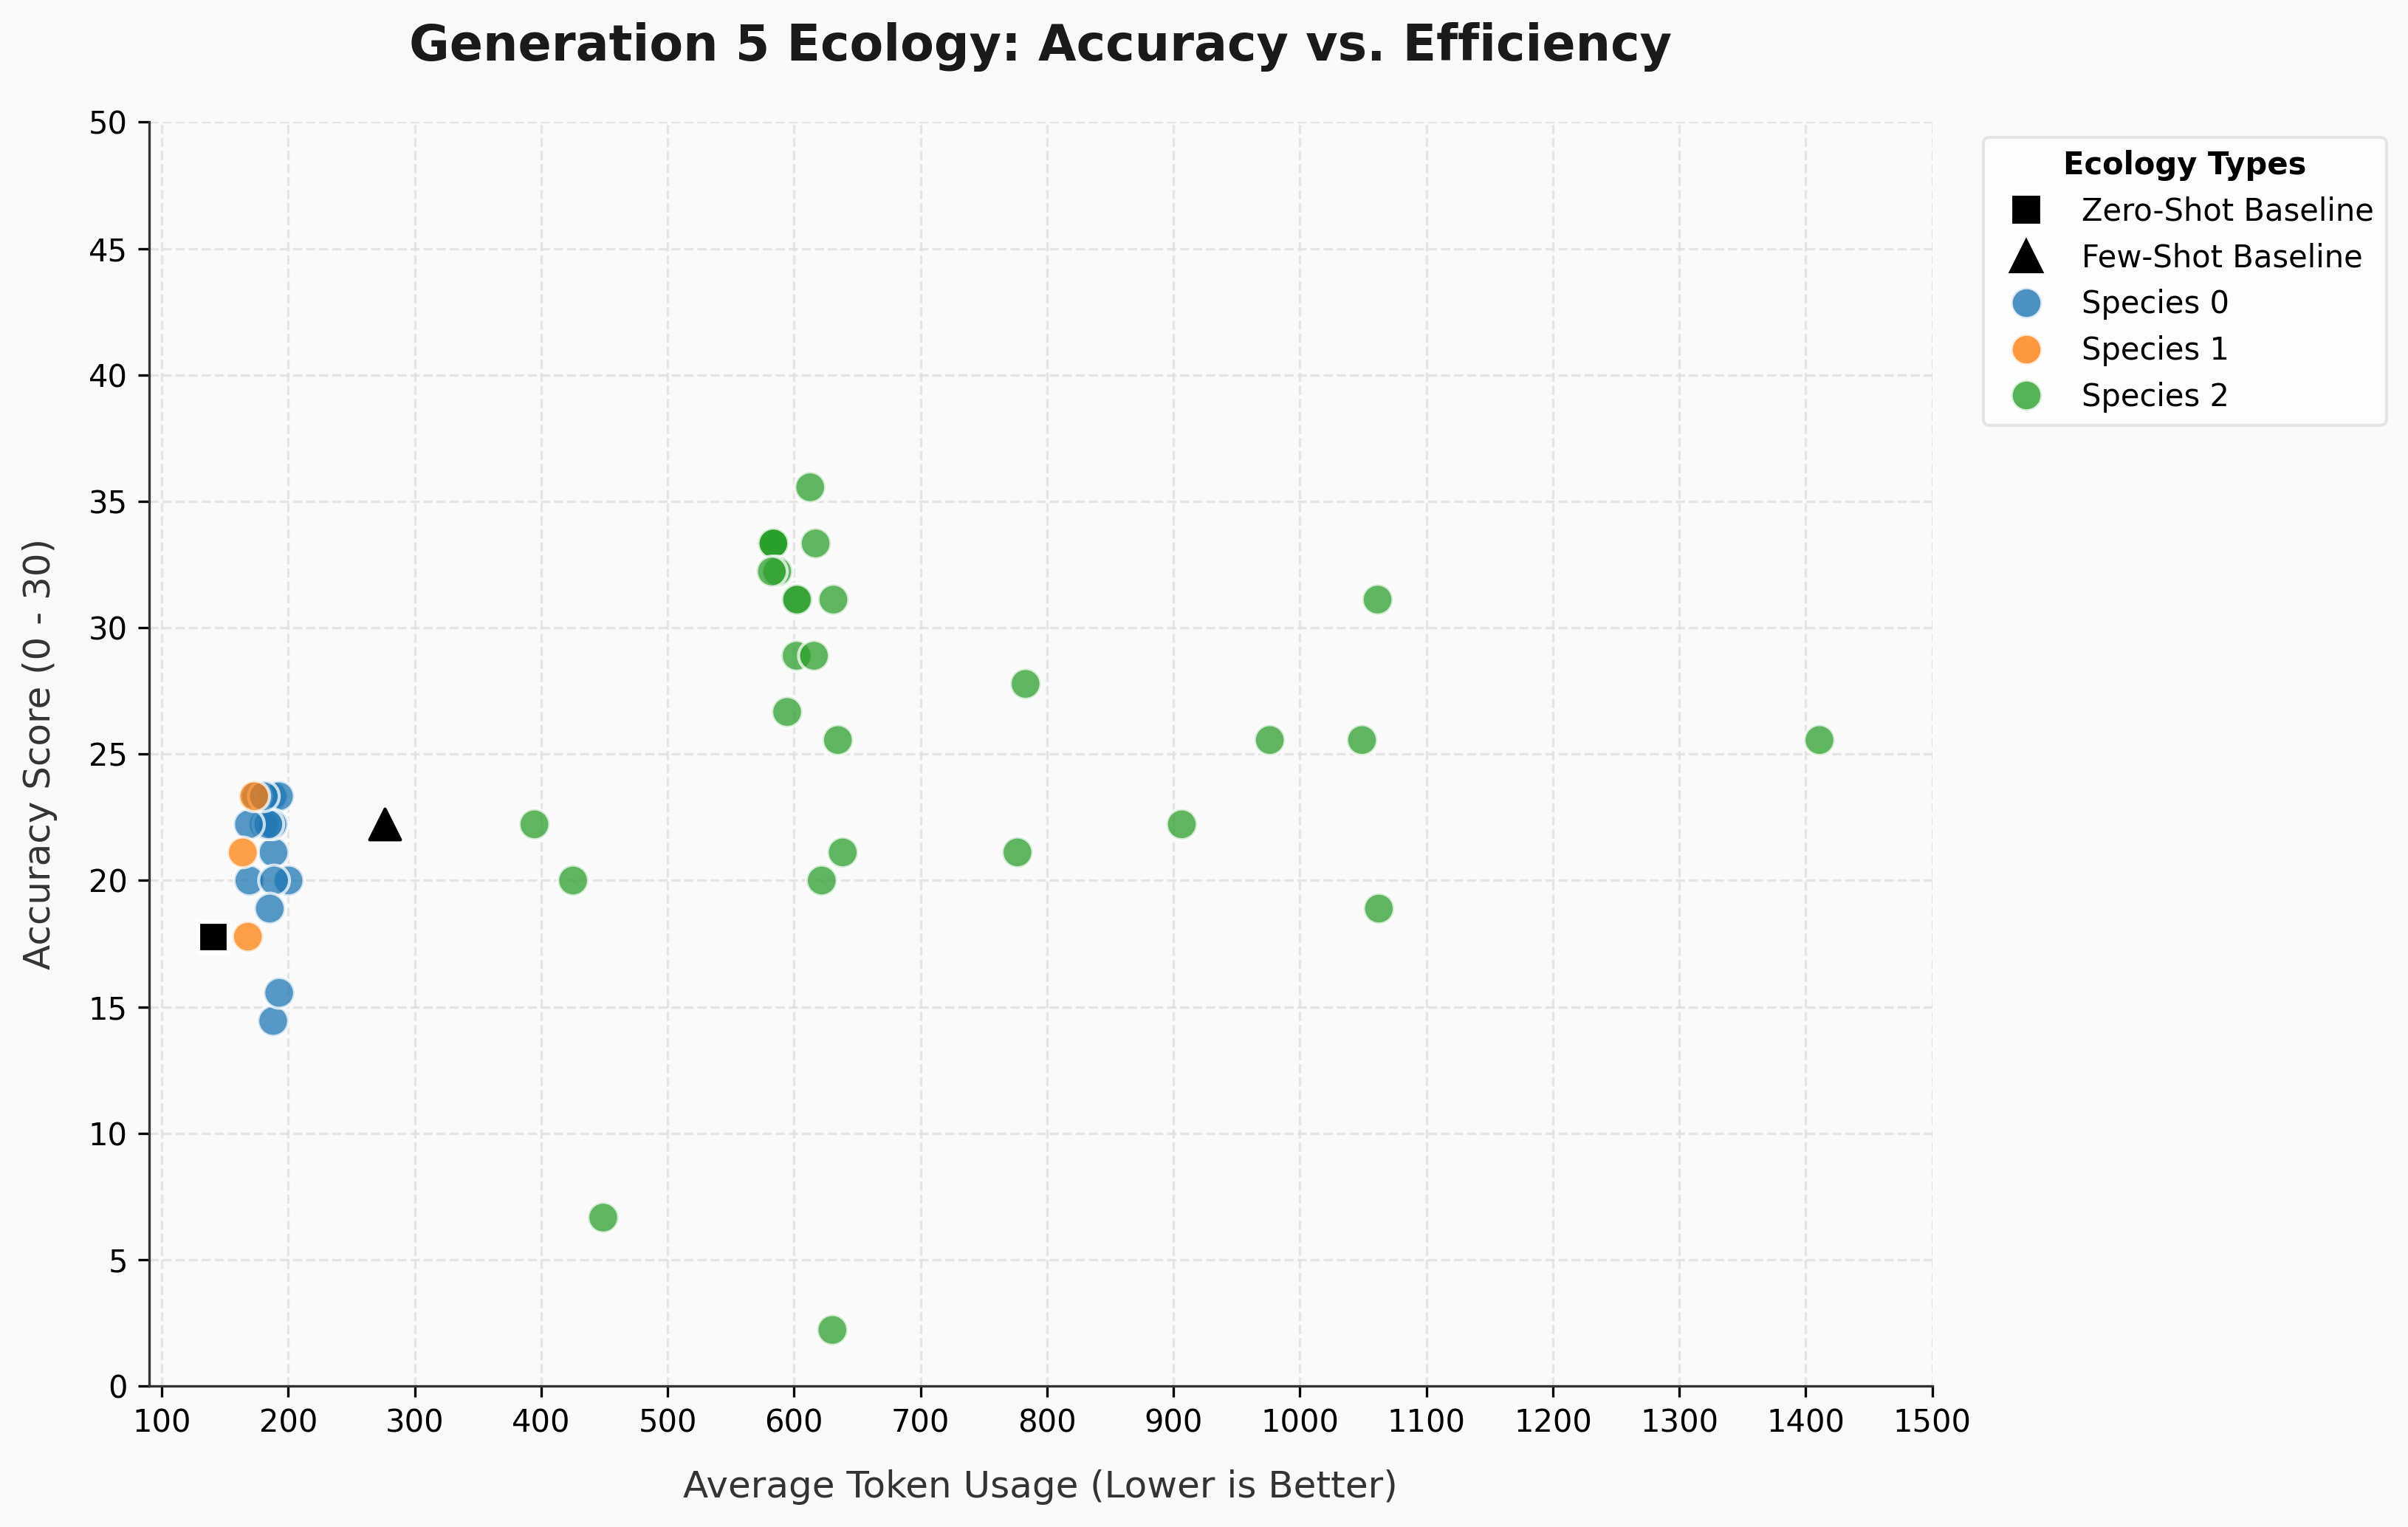 Generation 5 Ecology: Accuracy vs. Efficiency
Accuracy Score (0 - 30)
50
45
40
35
30
25
20
15
10
5
0
100 200 300 400 500 600 700 800 900 1000 1100 1200 1300 1400 1500
Average Token Usage (Lower is Better)
Ecology Types
Zero-Shot Baseline
Few-Shot Baseline
Species 0
Species 1
Species 2